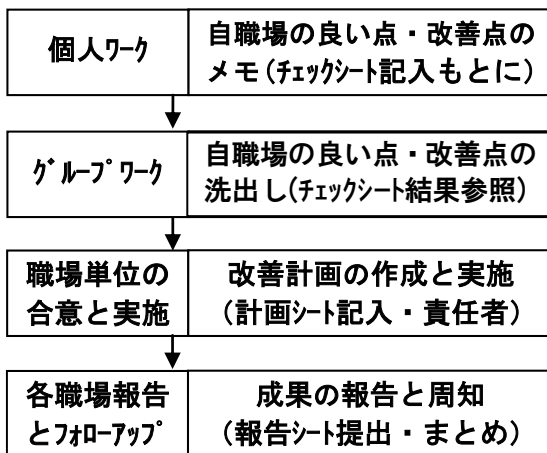 個人ﾜｰｸ
自職場の良い点・改善点の
メモ(ﾁｪｯｸｼｰﾄ記入もとに)
ｸﾞﾙｰﾌﾟﾜｰｸ
自職場の良い点・改善点の
洗出し(ﾁｪｯｸｼｰﾄ結果参照)
職場単位の
合意と実施
改善計画の作成と実施
(計画ｼｰﾄ記入・責任者)
各職場報告
とﾌｫﾛｰｱｯﾌﾟ
成果の報告と周知
(報告ｼｰﾄ提出・まとめ)